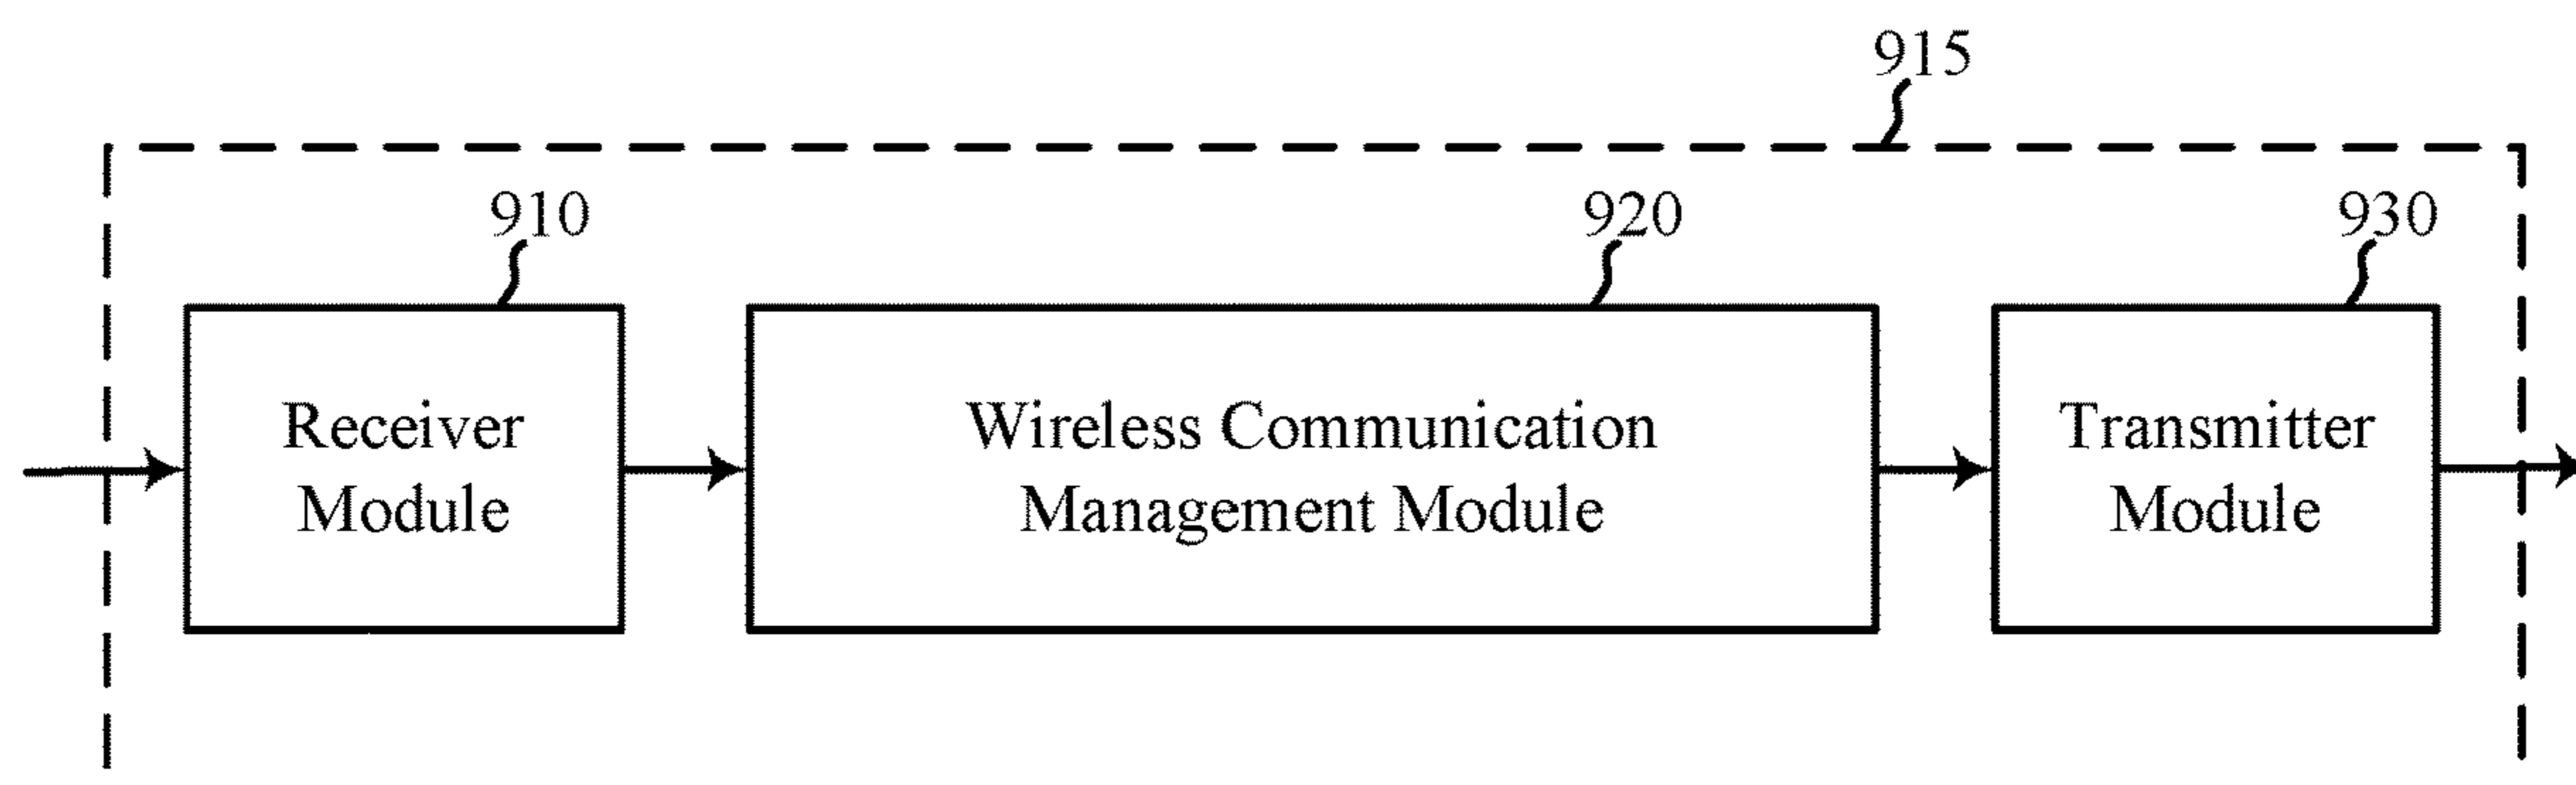 915
910
920
930
Receiver
Module
Wireless Communication
Management Module
Transmitter
Module